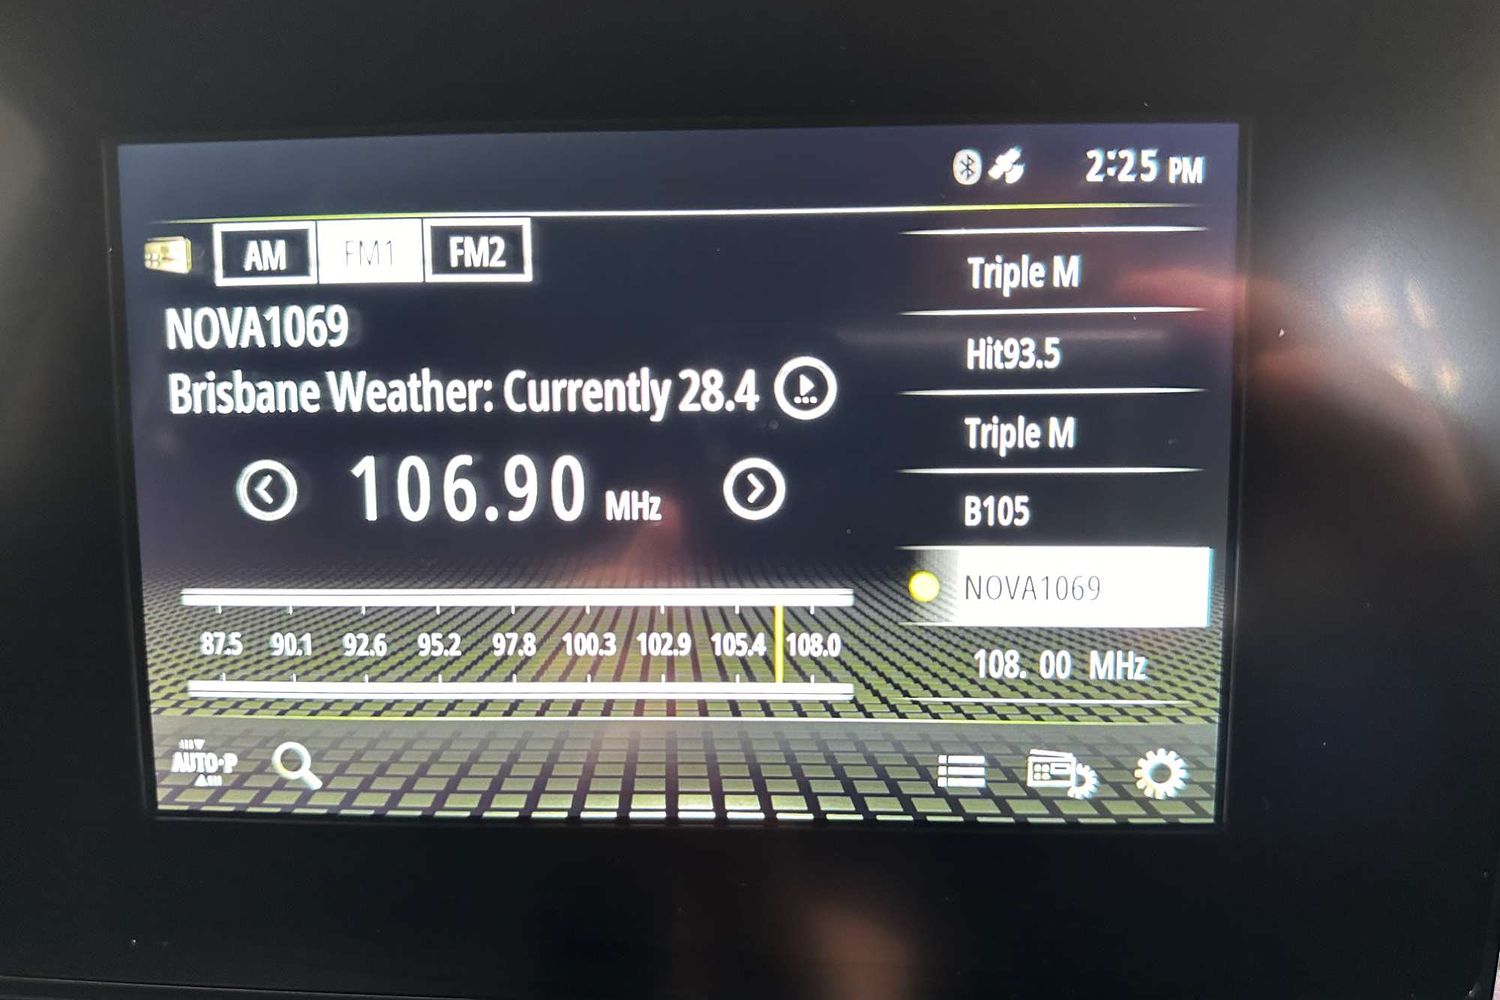 2:25 PM
AM FM1 FM2
NOVA1069
Brisbane Weather: Currently 28.4
106.90 MHz
87.5 90.1 92.6 95.2 97.8 100.3 102.9 105.4 108.0
AUTO·P
Triple M
Hit93.5
Triple M
B105
NOVA1069
108. 00 MHz